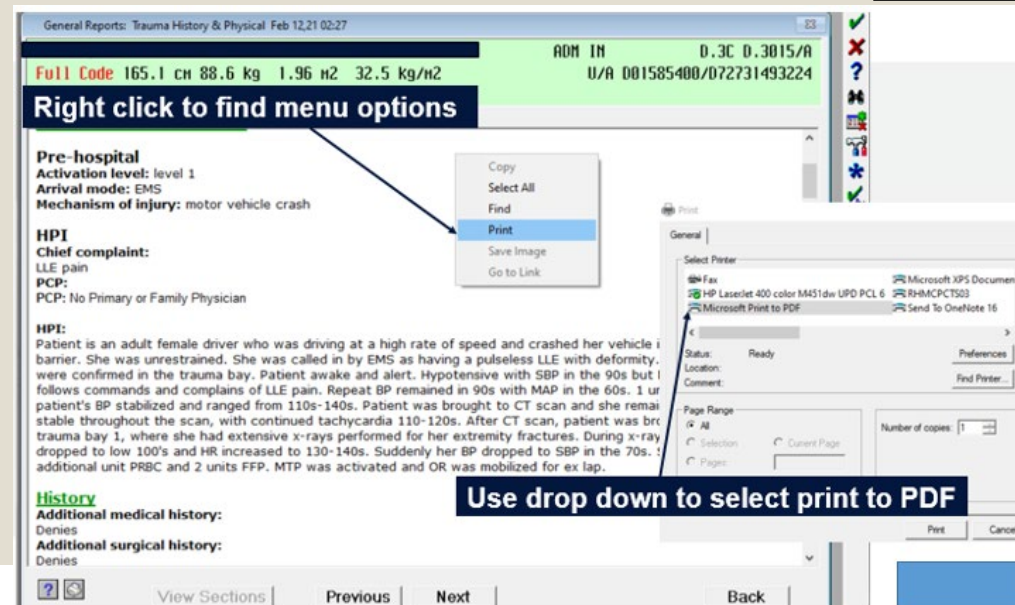 General Reports: Trauma History & Physical Feb 12,21 02:27
ADM IN D.3C D.3015/A
Full Code 165.1 cm 88.6 kg 1.96 m2 32.5 kg/m2 U/A D01585400/D72731493224
Right click to find menu options
Pre-hospital
Activation level: level 1
Arrival mode: EMS
Mechanism of injury: motor vehicle crash
HPI
Chief complaint:
LLE pain
PCP:
PCP: No Primary or Family Physician
HPI:
Patient is an adult female driver who was driving at a high rate of speed and crashed her vehicle i
barrier. She was unrestrained. She was called in by EMS as having a pulseless LLE with deformity.
were confirmed in the trauma bay. Patient awake and alert. Hypotensive with SBP in the 90s but
follows commands and complains of LLE pain. Repeat BP remained in 90s with MAP in the 60s. 1 ur
patient's BP stabilized and ranged from 110s-140s. Patient was brought to CT scan and she remai
stable throughout the scan, with continued tachycardia 110-120s. After CT scan, patient was bro
trauma bay 1, where she had extensive x-rays performed for her extremity fractures. During x-ray
dropped to low 100's and HR increased to 130-140s. Suddenly her BP dropped to SBP in the 70s.
additional unit PRBC and 2 units FFP. MTP was activated and OR was mobilized for ex lap.
History
Additional medical history:
Denies
Additional surgical history:
Denies
View Sections Previous Next Back
Copy
Select All
Find
Print
Save Image
Go to Link
Print
General
Select Printer
Fax Microsoft XPS Documen
HP LaserJet 400 color M451dw UPD PCL 6 RHMCPCTS03
Microsoft Print to PDF Send To OneNote 16
Status: Ready Preferences
Location:
Comment: Find Printer...
Page Range
All Number of copies: 1
Selection Current Page
Pages:
Use drop down to select print to PDF
Print Cance